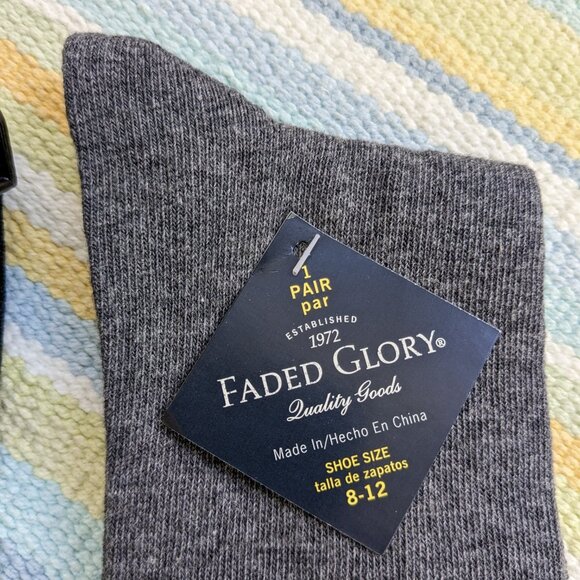 1
PAIR
par
ESTABLISHED
1972
FADED GLORY®
Quality Goods
Made In/Hecho En China
SHOE SIZE
talla de zapatos
8-12